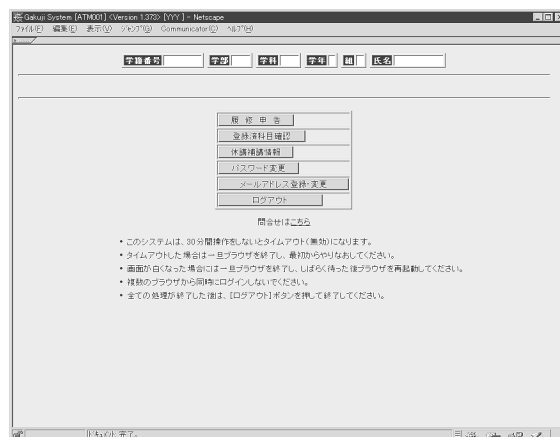 Gakuji System [ATM001] <Version 1.373> [YYY ] - Netscape
ファイル(F) 編集(E) 表示(V) ジャンプ(G) Communicator(C) ヘルプ(H)
学籍番号 学部 学科 学年 組 氏名
履 修 申 告
登録済科目確認
休講補講情報
パスワード変更
メールアドレス登録・変更
ログアウト
問合せはこちら
• このシステムは、30分間操作をしないとタイムアウト(無効)になります。
• タイムアウトした場合は一旦ブラウザを終了し、最初からやりなおしてください。
• 画面が白くなった場合には一旦ブラウザを終了し、しばらく待った後ブラウザを再起動してください。
• 複数のブラウザから同時にログインしないでください。
• 全ての処理が終了した後は、[ログアウト]ボタンを押して終了してください。
ドキュメント: 完了。